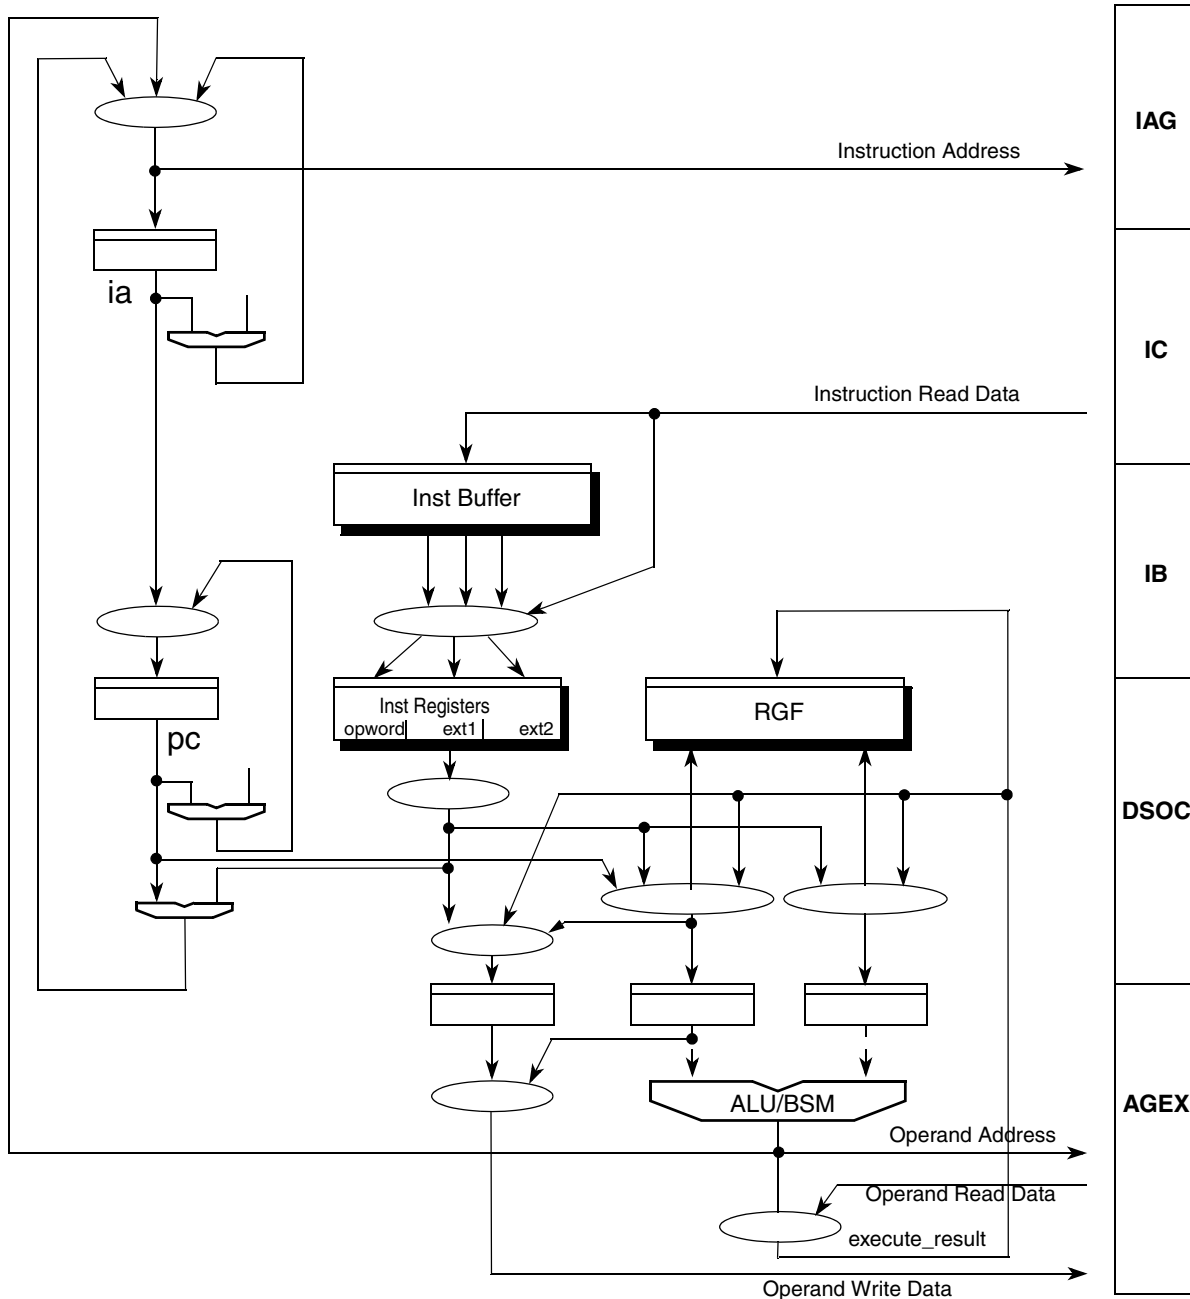 IAG
Instruction Address
ia
IC
Instruction Read Data
Inst Buffer
IB
Inst Registers
opword ext1 ext2
RGF
pc
DSOC
ALU/BSM
AGEX
Operand Address
Operand Read Data
execute_result
Operand Write Data